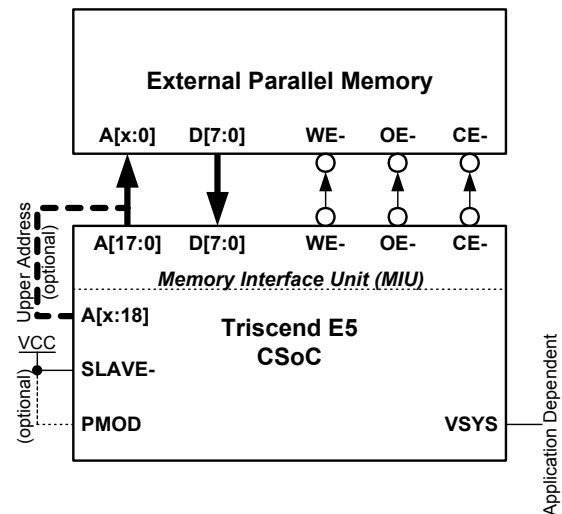 External Parallel Memory
A[x:0] D[7:0] WE- OE- CE-
Upper Address
(optional)
A[17:0] D[7:0] WE- OE- CE-
Memory Interface Unit (MIU)
A[x:18]
Triscend E5
CSoC
VCC
SLAVE-
(optional)
PMOD
VSYS
Application Dependent